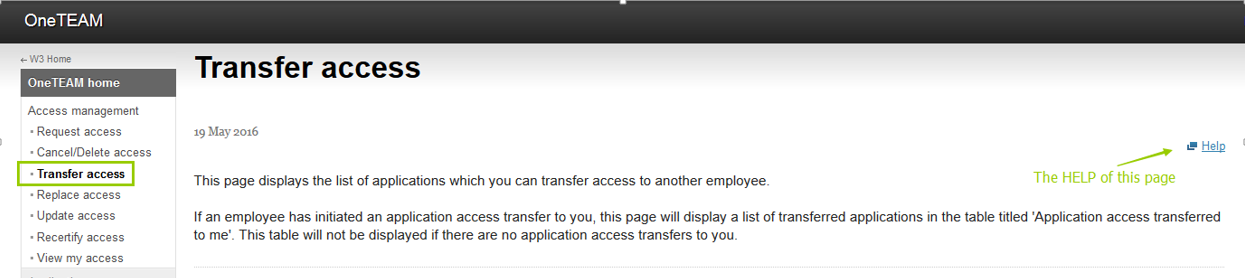 OneTEAM
← W3 Home
OneTEAM home
Access management
• Request access
• Cancel/Delete access
• Transfer access
• Replace access
• Update access
• Recertify access
• View my access
Transfer access
19 May 2016
Help
The HELP of this page
This page displays the list of applications which you can transfer access to another employee.
If an employee has initiated an application access transfer to you, this page will display a list of transferred applications in the table titled 'Application access transferred
to me'. This table will not be displayed if there are no application access transfers to you.